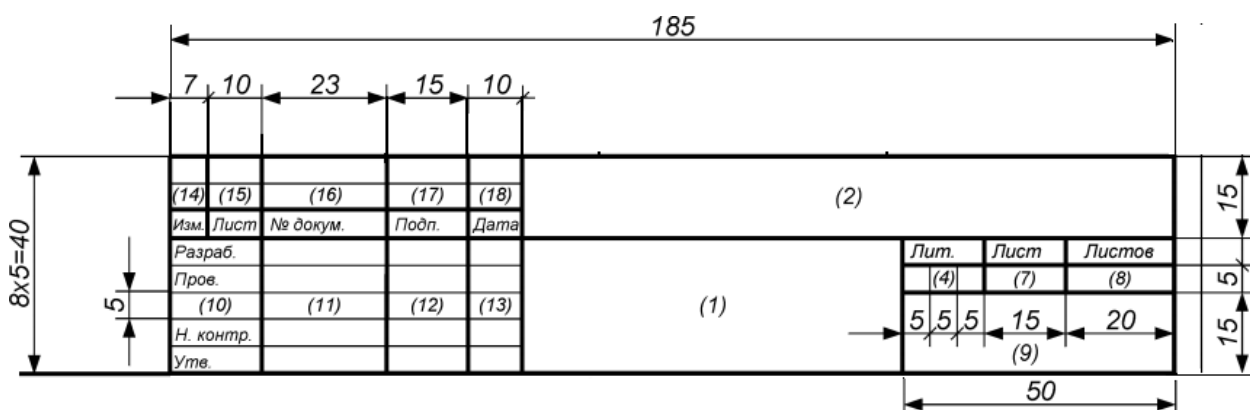 185
7 10 23 15 10
(14) (15) (16) (17) (18) (2) 15
Изм. Лист № докум. Подп. Дата
8x5=40
Разраб. Лит. Лист Листов
Пров. (4) (7) (8) 5
5 (10) (11) (12) (13) (1)
5 5 5 15 20 15
Н. контр.
(9)
Утв.
50